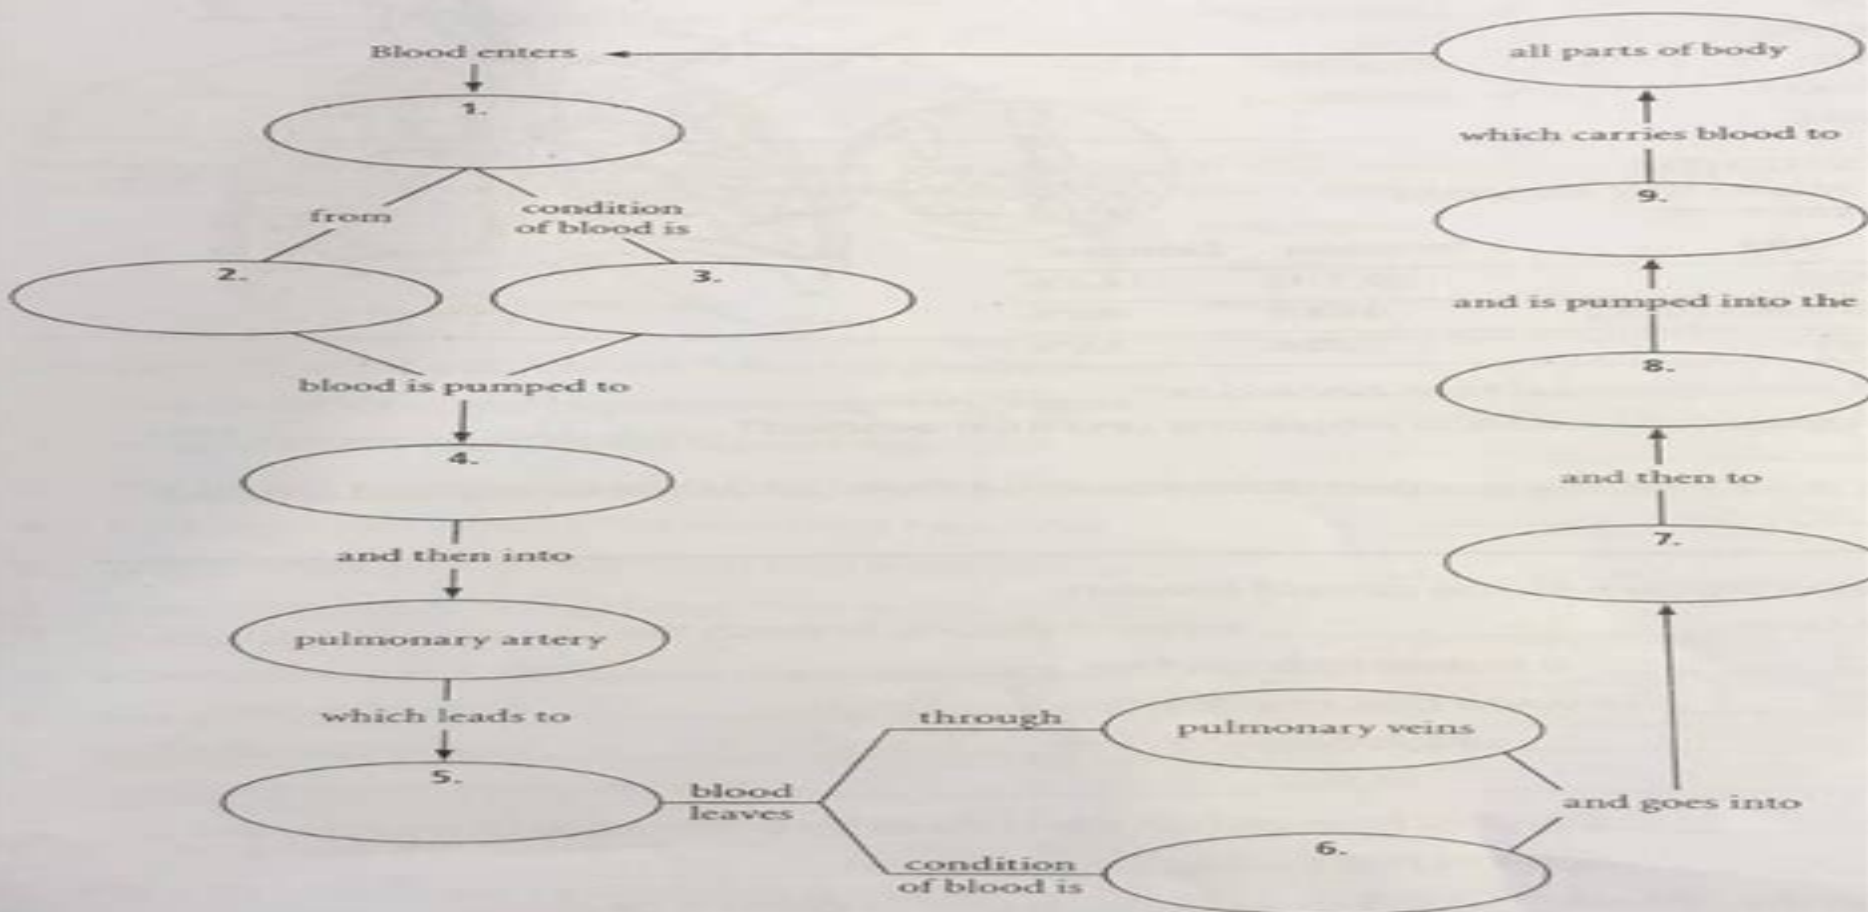 Blood enters
1.
from
condition
of blood is
2.
3.
blood is pumped to
4.
and then into
pulmonary artery
which leads to
5.
blood
leaves
through
pulmonary veins
condition
of blood is
6.
and goes into
7.
and then to
8.
and is pumped into the
9.
which carries blood to
all parts of body